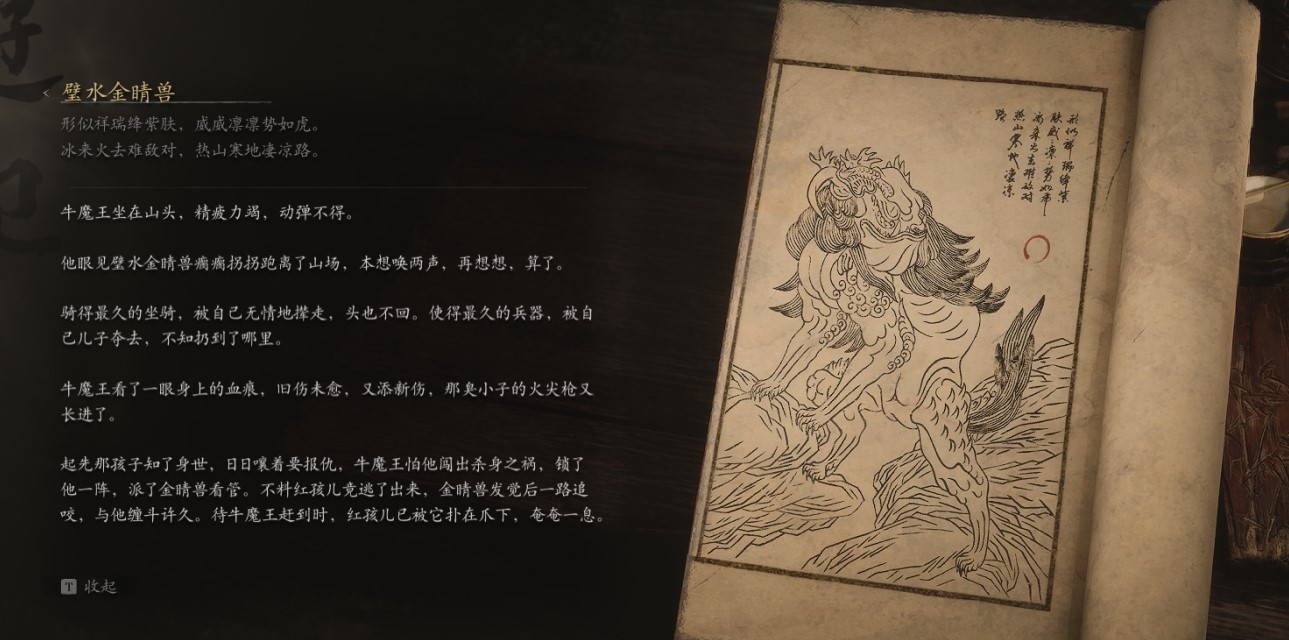 璧水金睛兽
形似祥瑞绛紫肤，威威凛凛势如虎。
冰来火去难敌对，热山寒地凄凉路。
牛魔王坐在山头，精疲力竭，动弹不得。
他眼见璧水金睛兽瘸瘸拐拐跑离了山场，本想唤两声，再想想，算了。
骑得最久的坐骑，被自己无情地撵走，头也不回。使得最久的兵器，被自
己儿子夺去，不知扔到了哪里。
牛魔王看了一眼身上的血痕，旧伤未愈，又添新伤，那臭小子的火尖枪又
长进了。
起先那孩子知了身世，日日嚷着要报仇，牛魔王怕他闯出杀身之祸，锁了
他一阵，派了金睛兽看管。不料红孩儿竟逃了出来，金睛兽发觉后一路追
咬，与他缠斗许久。待牛魔王赶到时，红孩儿已被它扑在爪下，奄奄一息。
T 收起
形似祥瑞绛紫
肤威凛势如虎
冰来火去难敌对
热山寒地凄凉
路